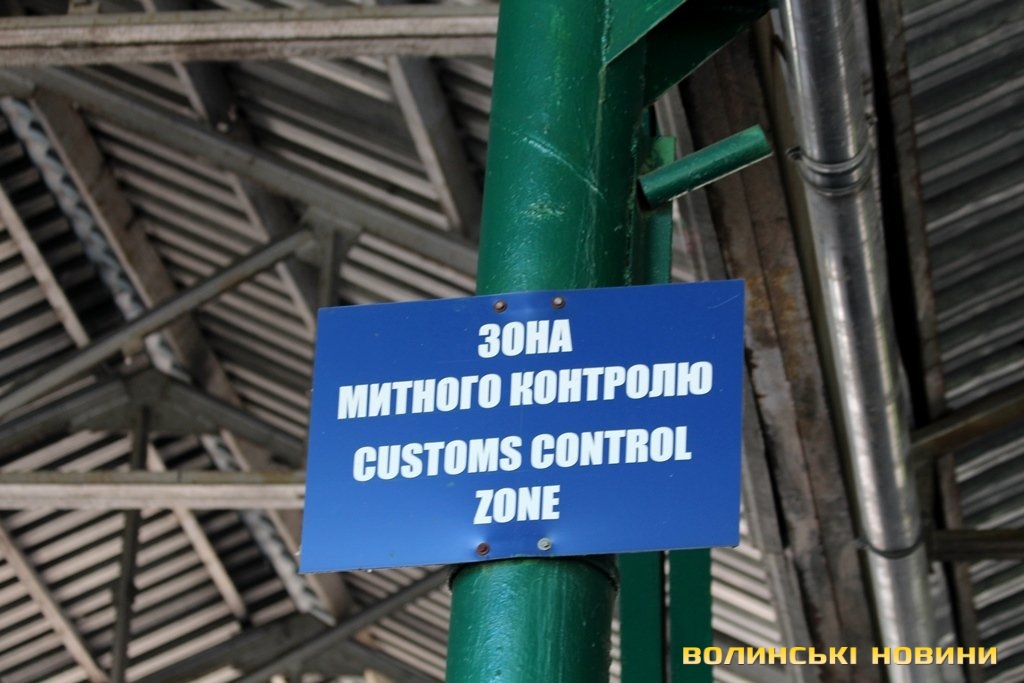 ЗОНА
МИТНОГО КОНТРОЛЮ
CUSTOMS CONTROL
ZONE
ВОЛИНСЬКІ НОВИНИ